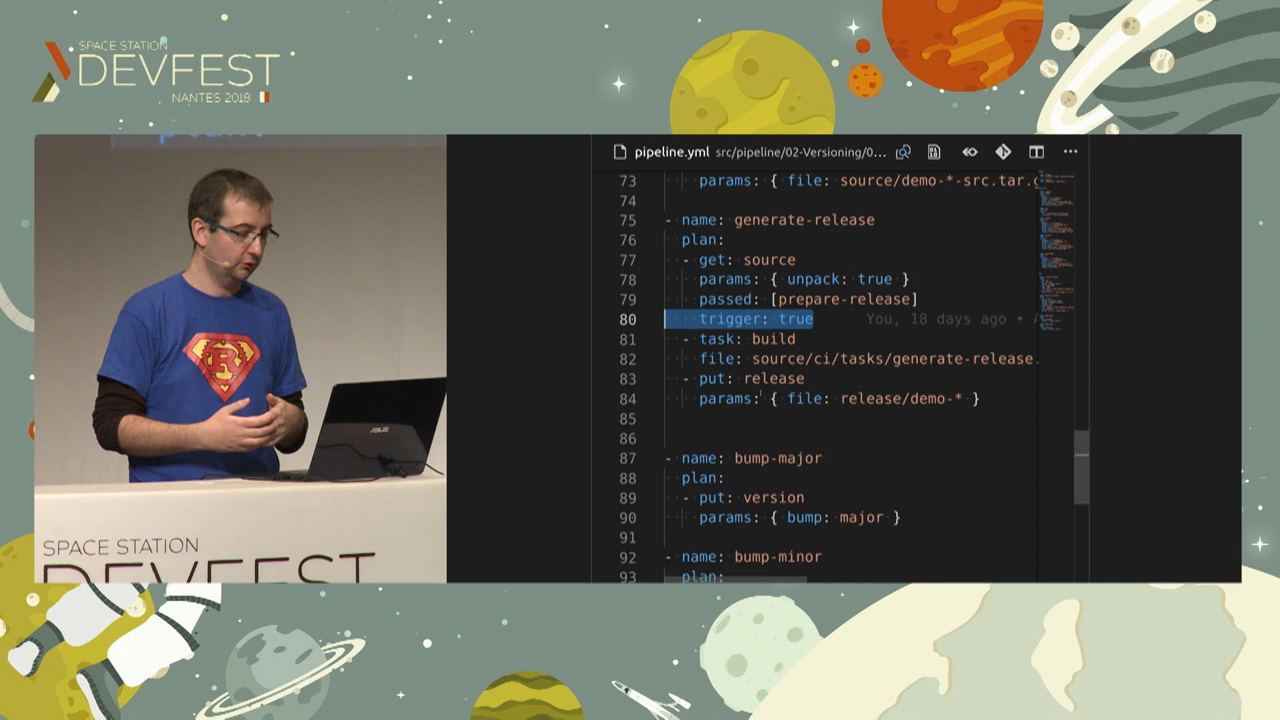 SPACE STATION
DEVFEST
NANTES 2018
pipeline.yml src/pipeline/02-Versioning/0...
73 params: { file: source/demo-*-src.tar.g
74
75 - name: generate-release
76 plan:
77 - get: source
78 params: { unpack: true }
79 passed: [prepare-release]
80 trigger: true You, 18 days ago •
81 - task: build
82 file: source/ci/tasks/generate-release.
83 - put: release
84 params: { file: release/demo-* }
85
86
87 - name: bump-major
88 plan:
89 - put: version
90 params: { bump: major }
91
92 - name: bump-minor
93 plan:
R
ASUS
SPACE STATION
DEVFEST